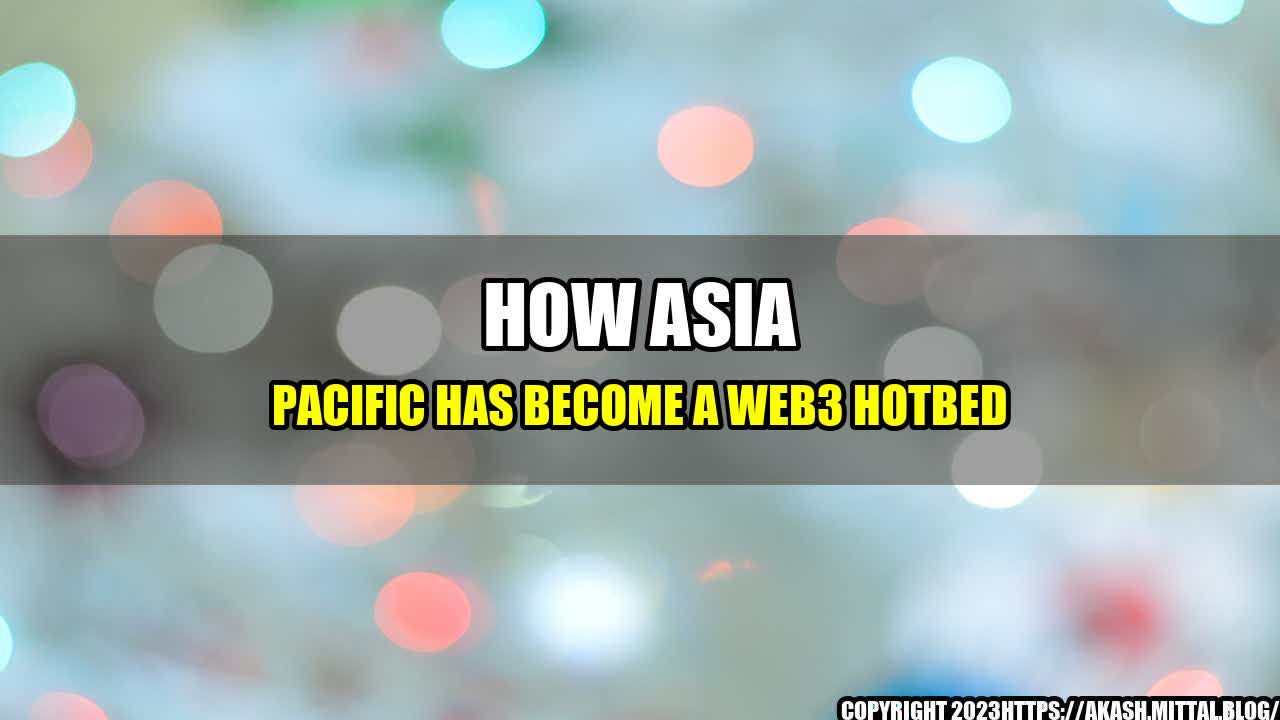 HOW ASIA
PACIFIC HAS BECOME A WEB3 HOTBED
COPYRIGHT 2023HTTPS://AKASH.MITTAL.BLOG/